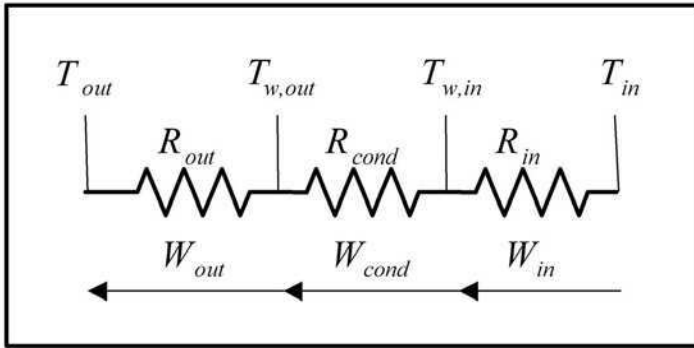 T_out T_w,out T_w,in T_in
R_out R_cond R_in
W_out W_cond W_in